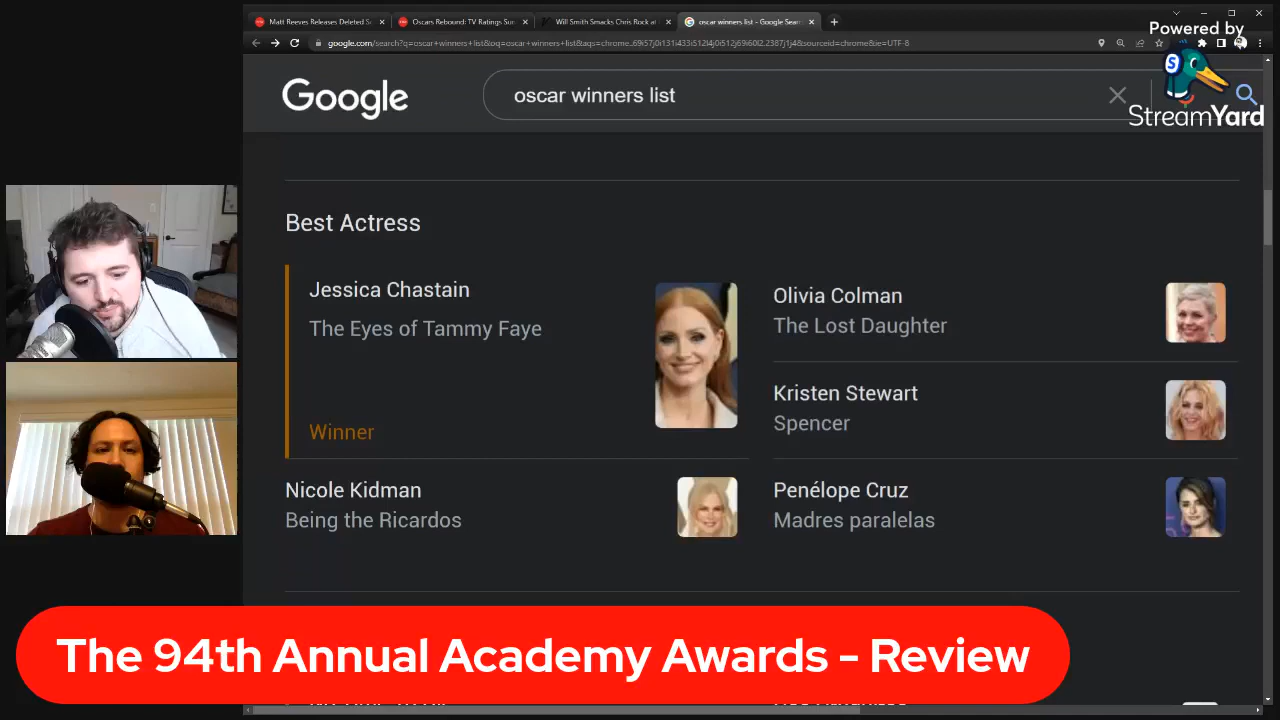 Matt Reeves Releases Deleted S
Oscars Rebound: TV Ratings Su
Will Smith Smacks Chris Rock at
oscar winners list - Google Sear
Powered by
StreamYard
Google
oscar winners list
Best Actress
Jessica Chastain
The Eyes of Tammy Faye
Winner
Olivia Colman
The Lost Daughter
Kristen Stewart
Spencer
Nicole Kidman
Being the Ricardos
Penélope Cruz
Madres paralelas
The 94th Annual Academy Awards - Review